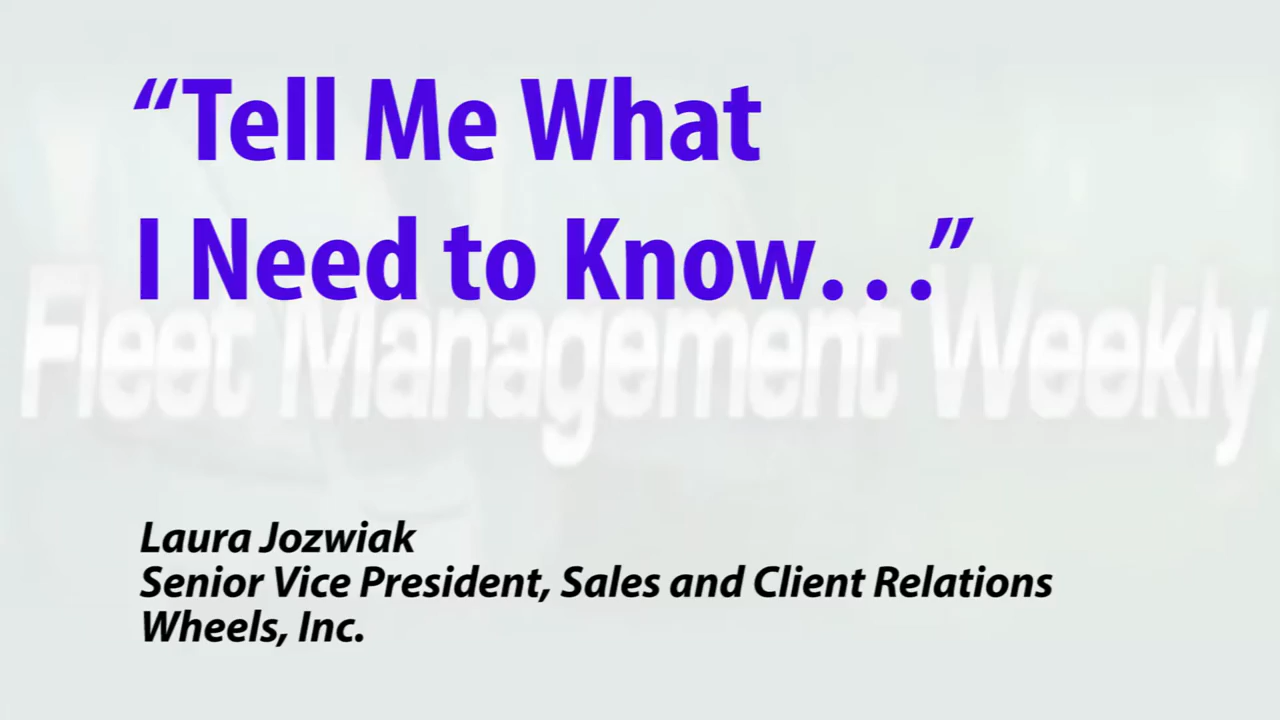 “Tell Me What
I Need to Know…”
Fleet Management Weekly
Laura Jozwiak
Senior Vice President, Sales and Client Relations
Wheels, Inc.